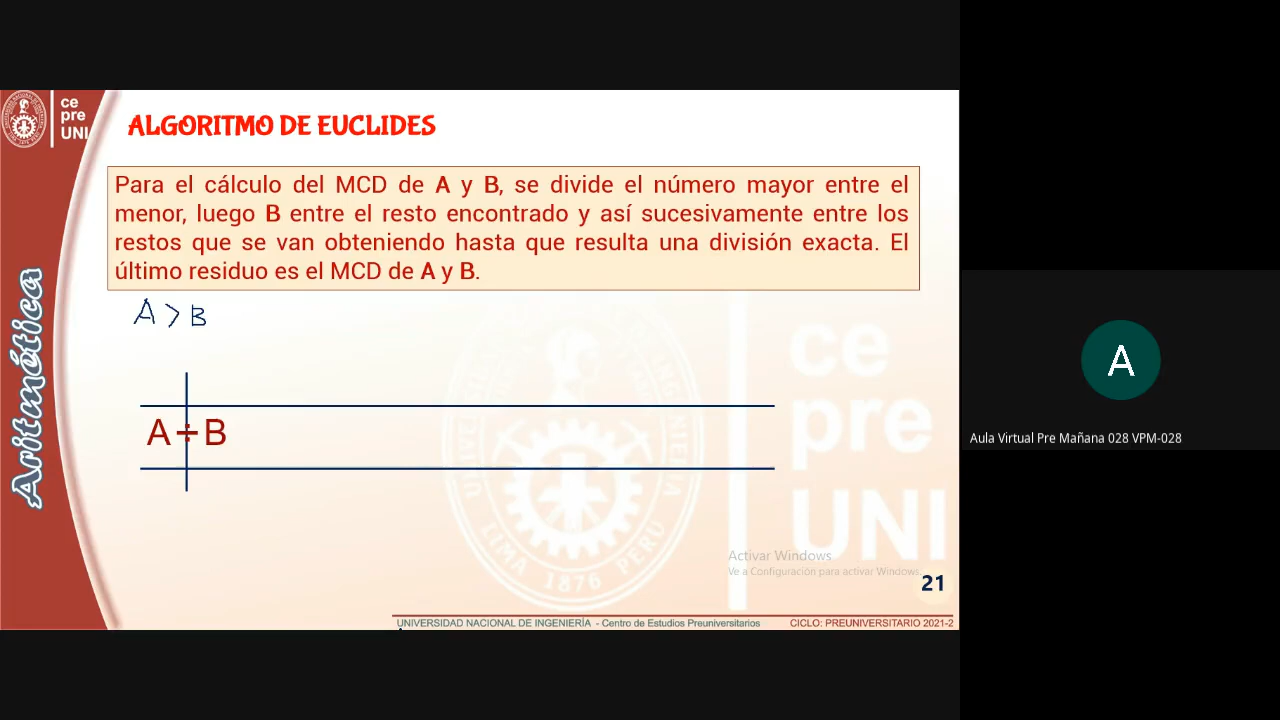 ce
pre
UNI
ALGORITMO DE EUCLIDES
Para el cálculo del MCD de A y B, se divide el número mayor entre el
menor, luego B entre el resto encontrado y así sucesivamente entre los
restos que se van obteniendo hasta que resulta una división exacta. El
último residuo es el MCD de A y B.
A > B
A ÷ B
Aritmética
ce
pre
UNI
LIMA 1876 PERU
Activar Windows
Ve a Configuración para activar Windows.
21
UNIVERSIDAD NACIONAL DE INGENIERÍA - Centro de Estudios Preuniversitarios
CICLO: PREUNIVERSITARIO 2021-2
A
Aula Virtual Pre Mañana 028 VPM-028